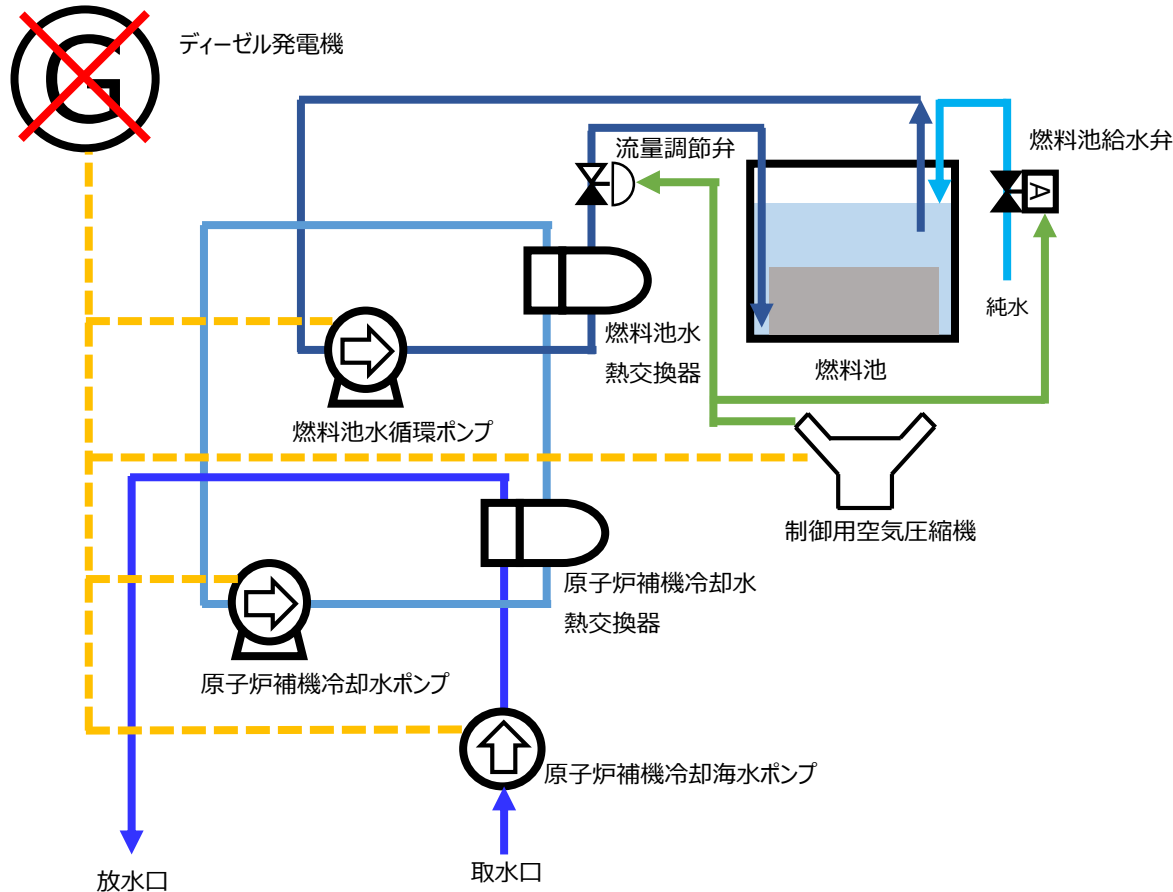 G
ディーゼル発電機
流量調節弁
燃料池給水弁
A
純水
燃料池水
熱交換器
燃料池
燃料池水循環ポンプ
制御用空気圧縮機
原子炉補機冷却水
熱交換器
原子炉補機冷却水ポンプ
原子炉補機冷却海水ポンプ
放水口
取水口